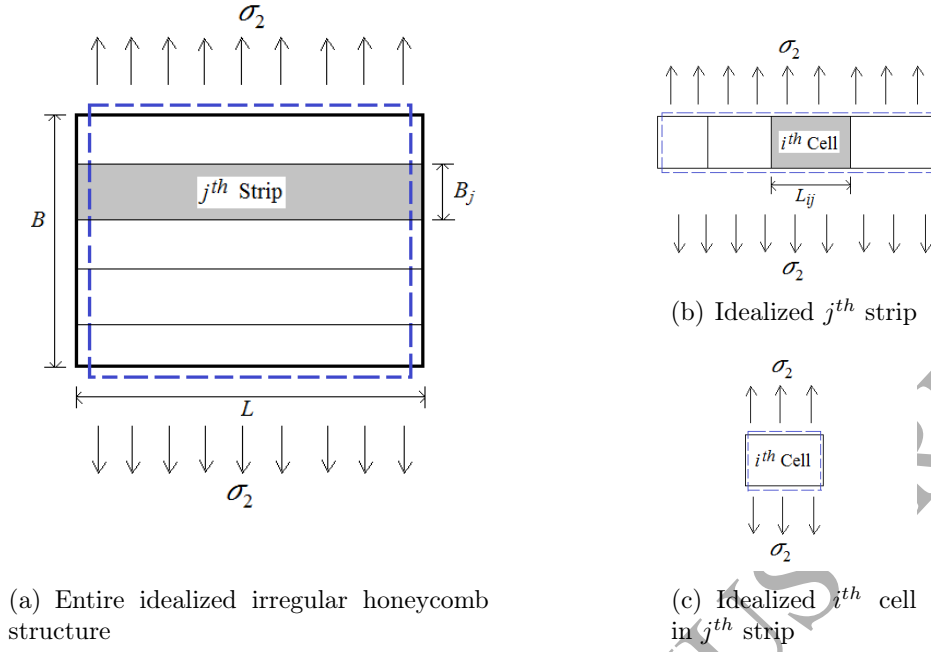 σ₂
B
jᵗʰ Strip
Bⱼ
L
σ₂
(a) Entire idealized irregular honeycomb
structure
σ₂
iᵗʰ Cell
Lᵢⱼ
σ₂
(b) Idealized jᵗʰ strip
σ₂
iᵗʰ Cell
σ₂
(c) Idealized iᵗʰ cell
in jᵗʰ strip